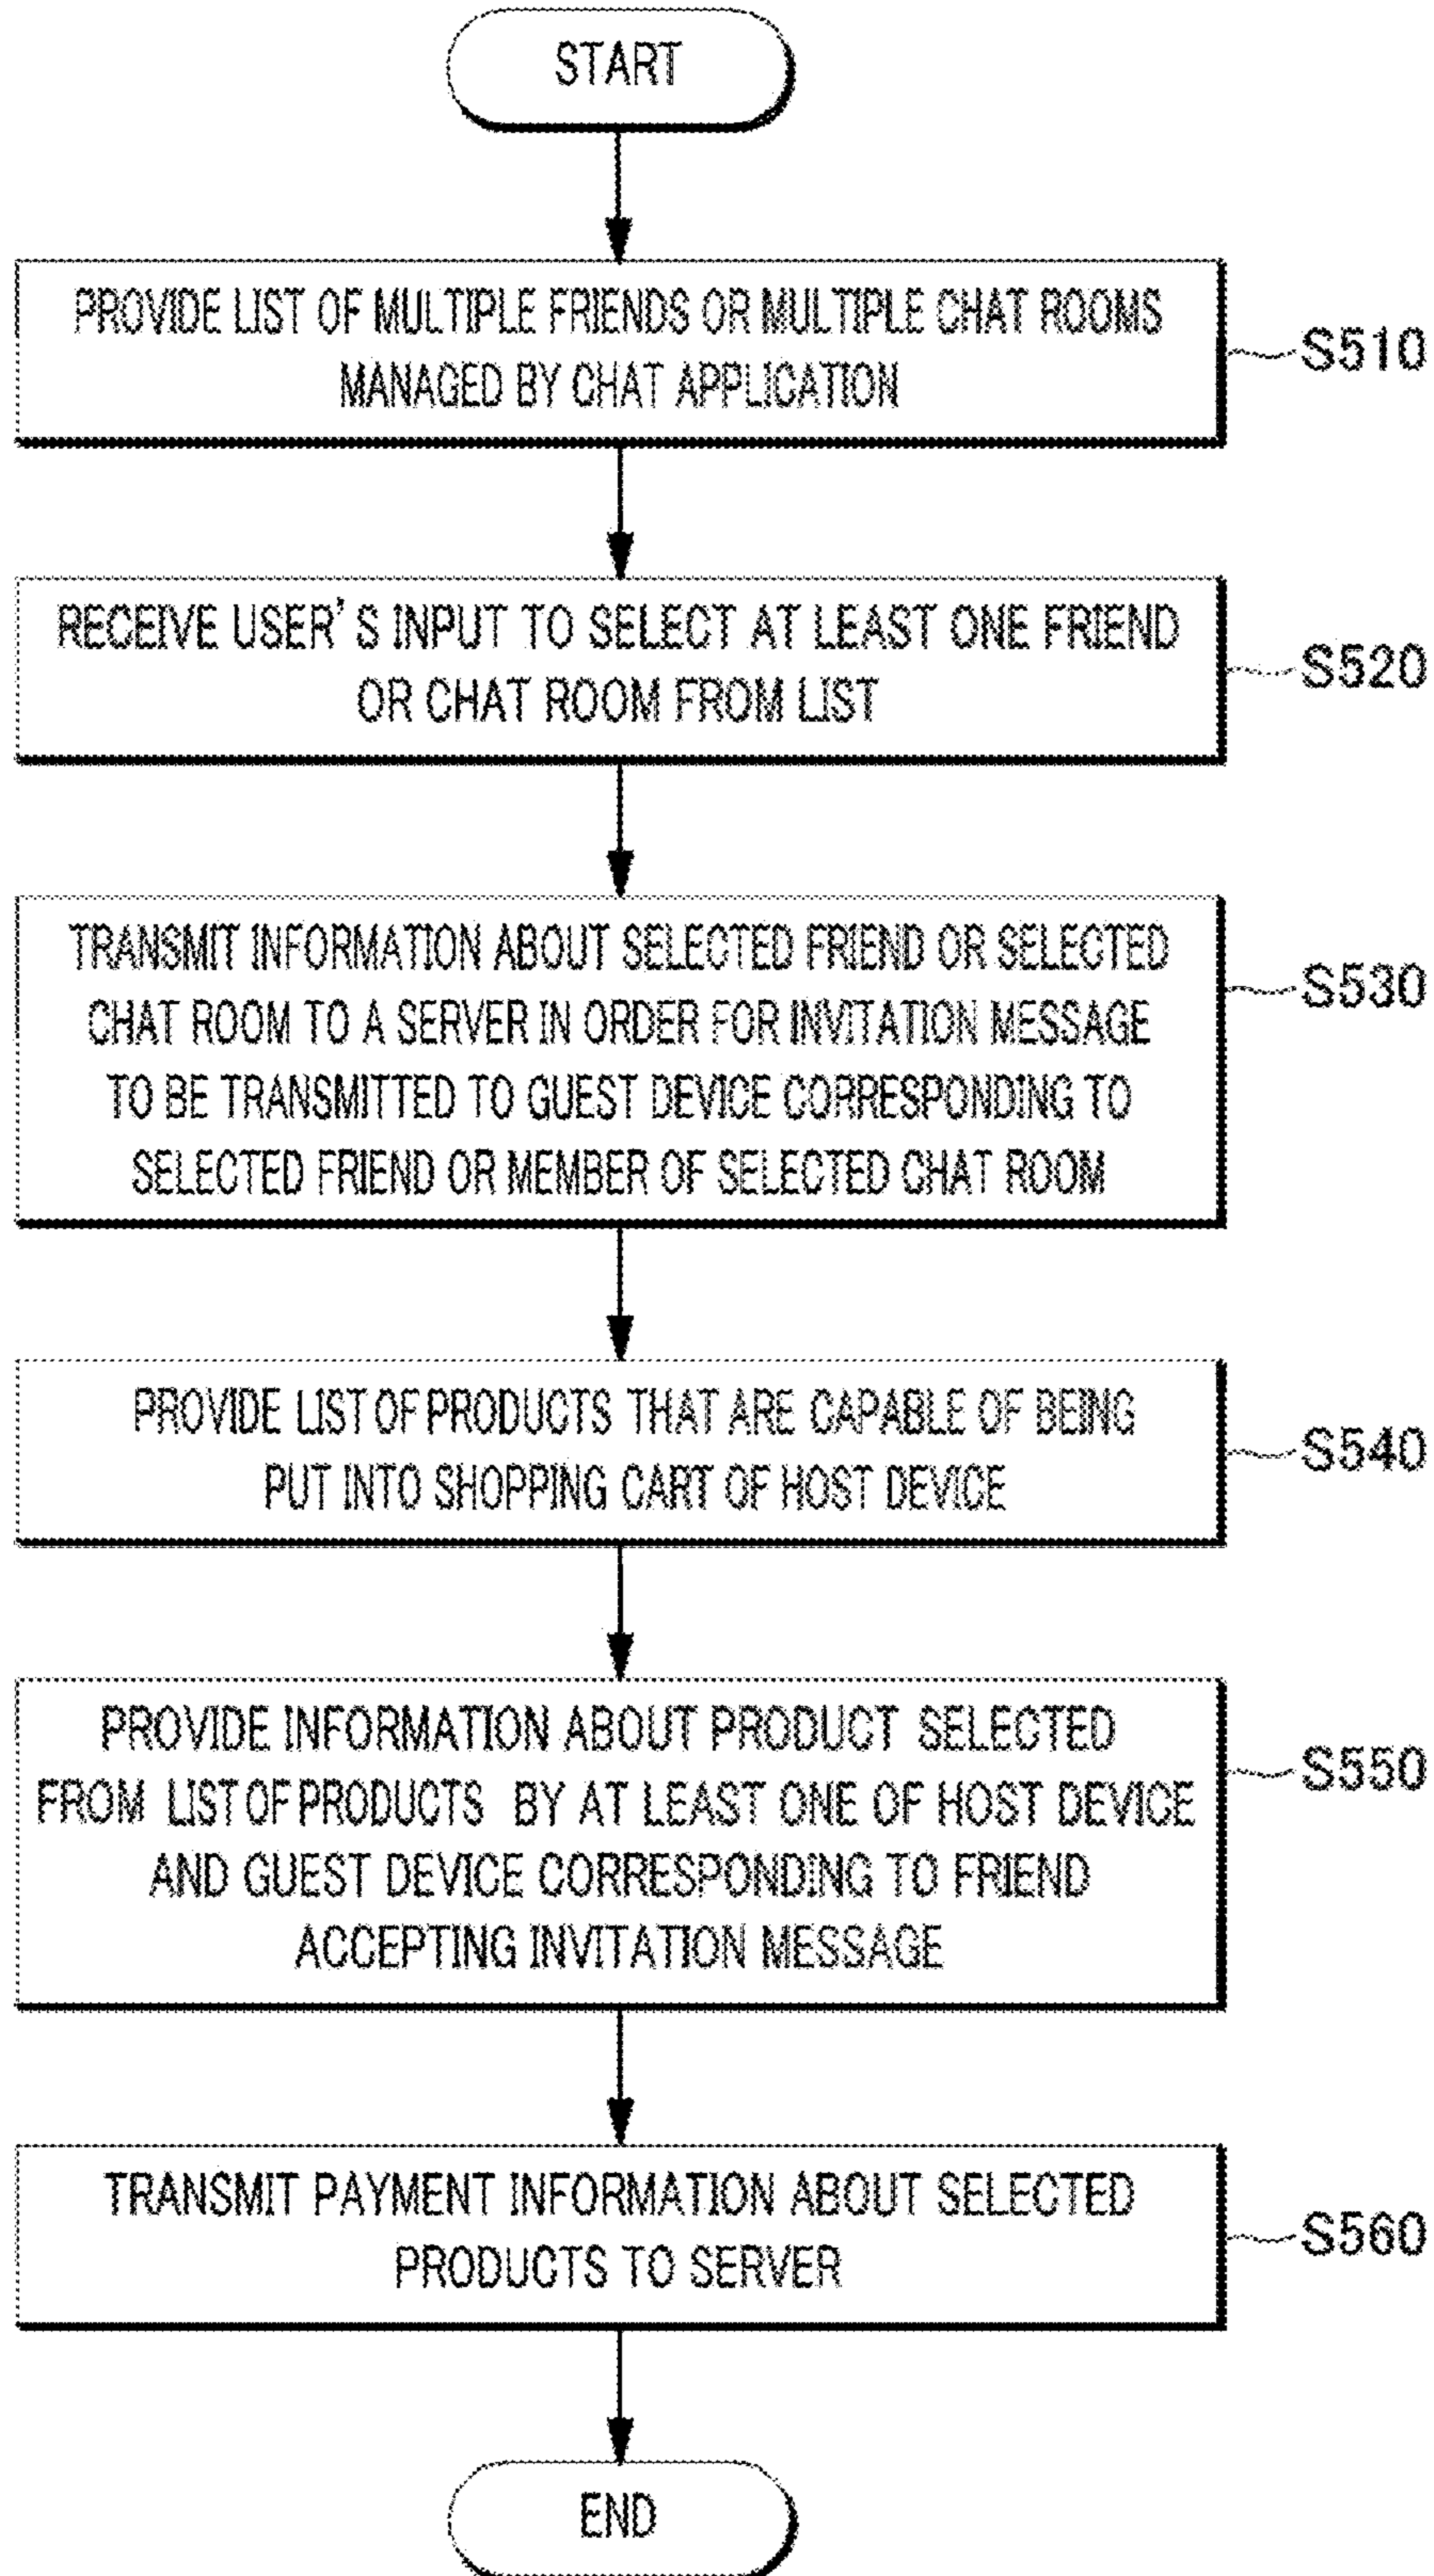 START
PROVIDE LIST OF MULTIPLE FRIENDS OR MULTIPLE CHAT ROOMS
MANAGED BY CHAT APPLICATION
S510
RECEIVE USER'S INPUT TO SELECT AT LEAST ONE FRIEND
OR CHAT ROOM FROM LIST
S520
TRANSMIT INFORMATION ABOUT SELECTED FRIEND OR SELECTED
CHAT ROOM TO A SERVER IN ORDER FOR INVITATION MESSAGE
TO BE TRANSMITTED TO GUEST DEVICE CORRESPONDING TO
SELECTED FRIEND OR MEMBER OF SELECTED CHAT ROOM
S530
PROVIDE LIST OF PRODUCTS THAT ARE CAPABLE OF BEING
PUT INTO SHOPPING CART OF HOST DEVICE
S540
PROVIDE INFORMATION ABOUT PRODUCT SELECTED
FROM LIST OF PRODUCTS BY AT LEAST ONE OF HOST DEVICE
AND GUEST DEVICE CORRESPONDING TO FRIEND
ACCEPTING INVITATION MESSAGE
S550
TRANSMIT PAYMENT INFORMATION ABOUT SELECTED
PRODUCTS TO SERVER
S560
END